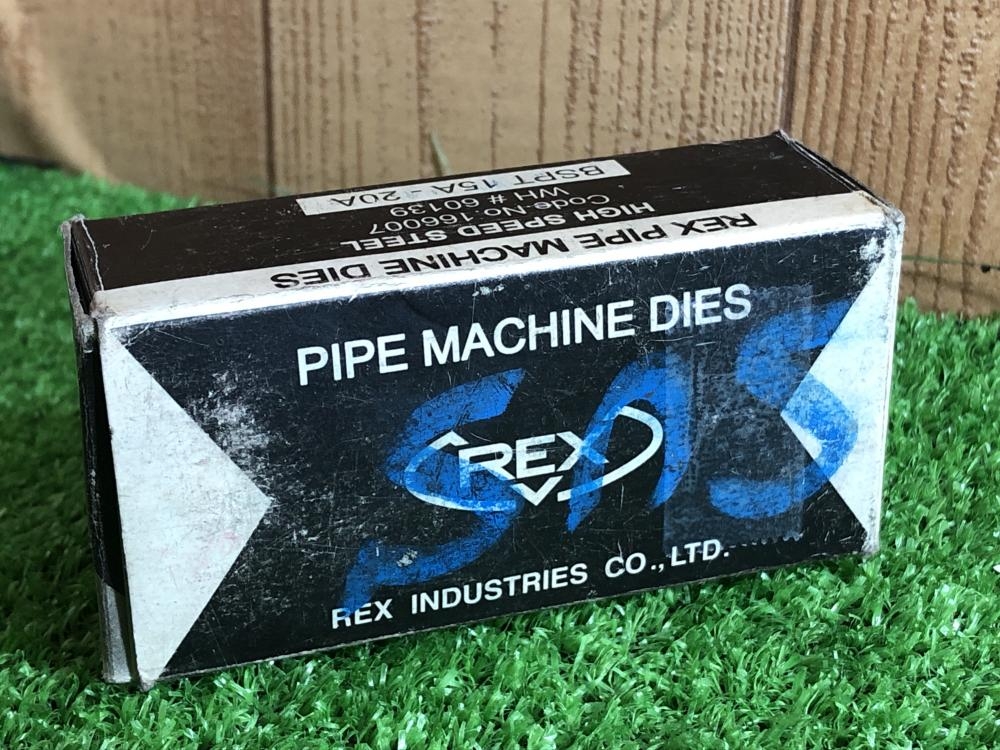 BSPT 15A - 20A
WH # 60139
Code No. 166007
HIGH SPEED STEEL
REX PIPE MACHINE DIES
PIPE MACHINE DIES
REX
SAS
REX INDUSTRIES CO., LTD.